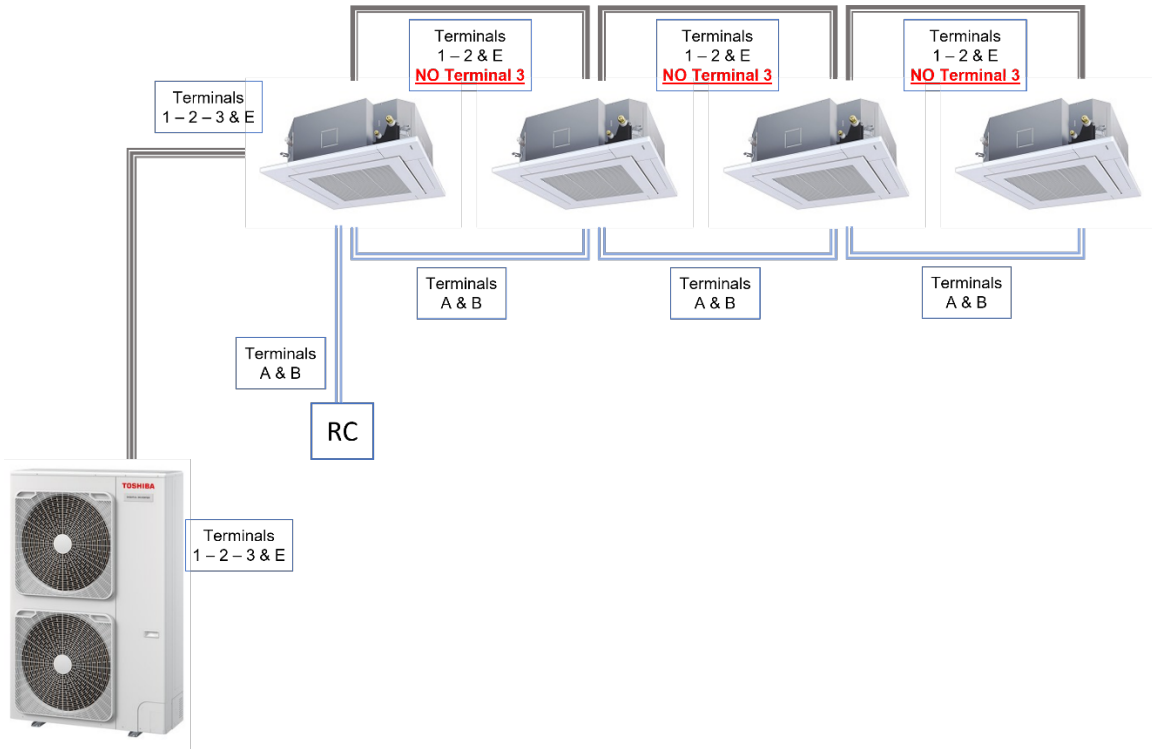 Terminals
1 – 2 & E
NO Terminal 3
Terminals
1 – 2 & E
NO Terminal 3
Terminals
1 – 2 & E
NO Terminal 3
Terminals
1 – 2 – 3 & E
Terminals
A & B
Terminals
A & B
Terminals
A & B
Terminals
A & B
RC
TOSHIBA
Terminals
1 – 2 – 3 & E